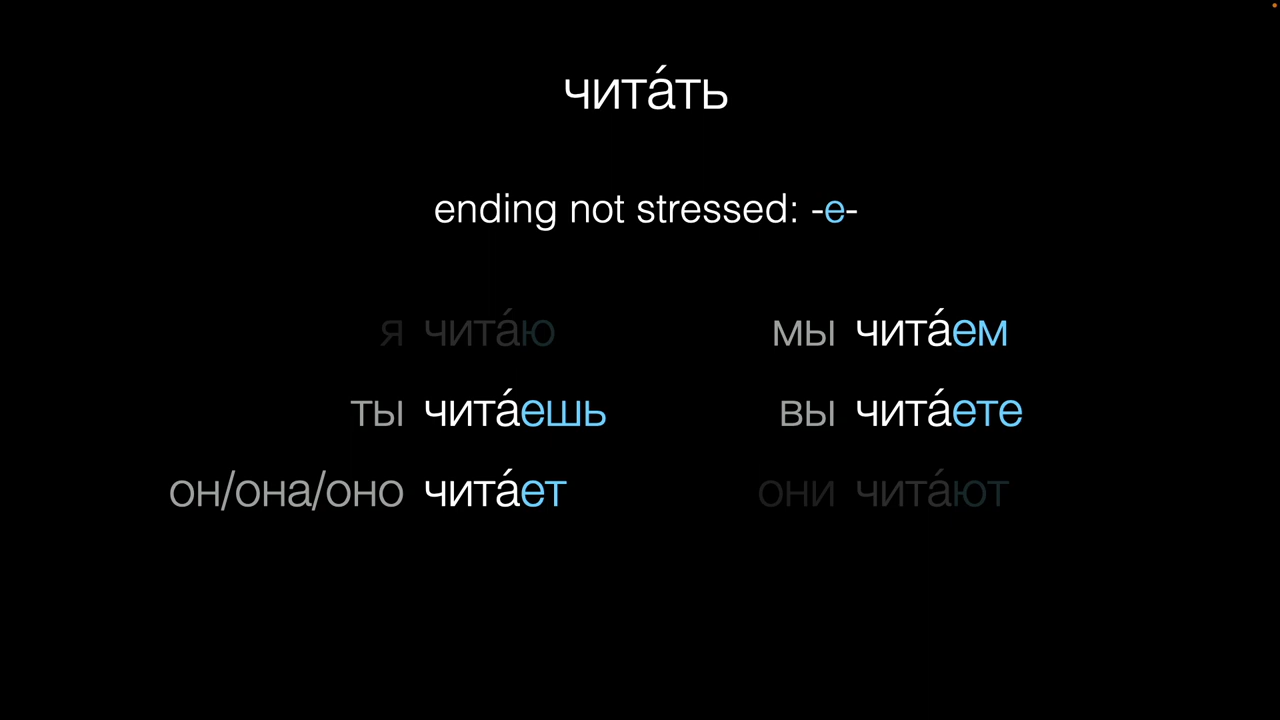 чита́ть
ending not stressed: -е-
я чита́ю
ты чита́ешь
он/она/оно чита́ет
мы чита́ем
вы чита́ете
они чита́ют